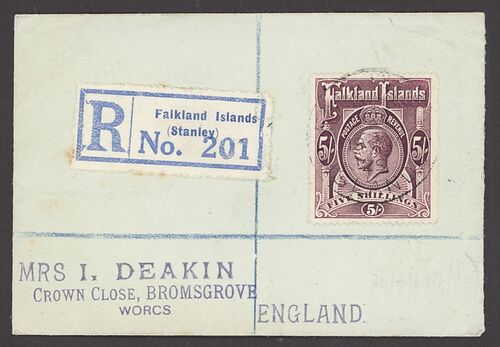 R
Falkland Islands
(Stanley)
No. 201
Falkland Islands
POSTAGE REVENUE
5/- 5/-
FIVE SHILLINGS
5/-
MRS I. DEAKIN
CROWN CLOSE, BROMSGROVE
WORCS
ENGLAND.